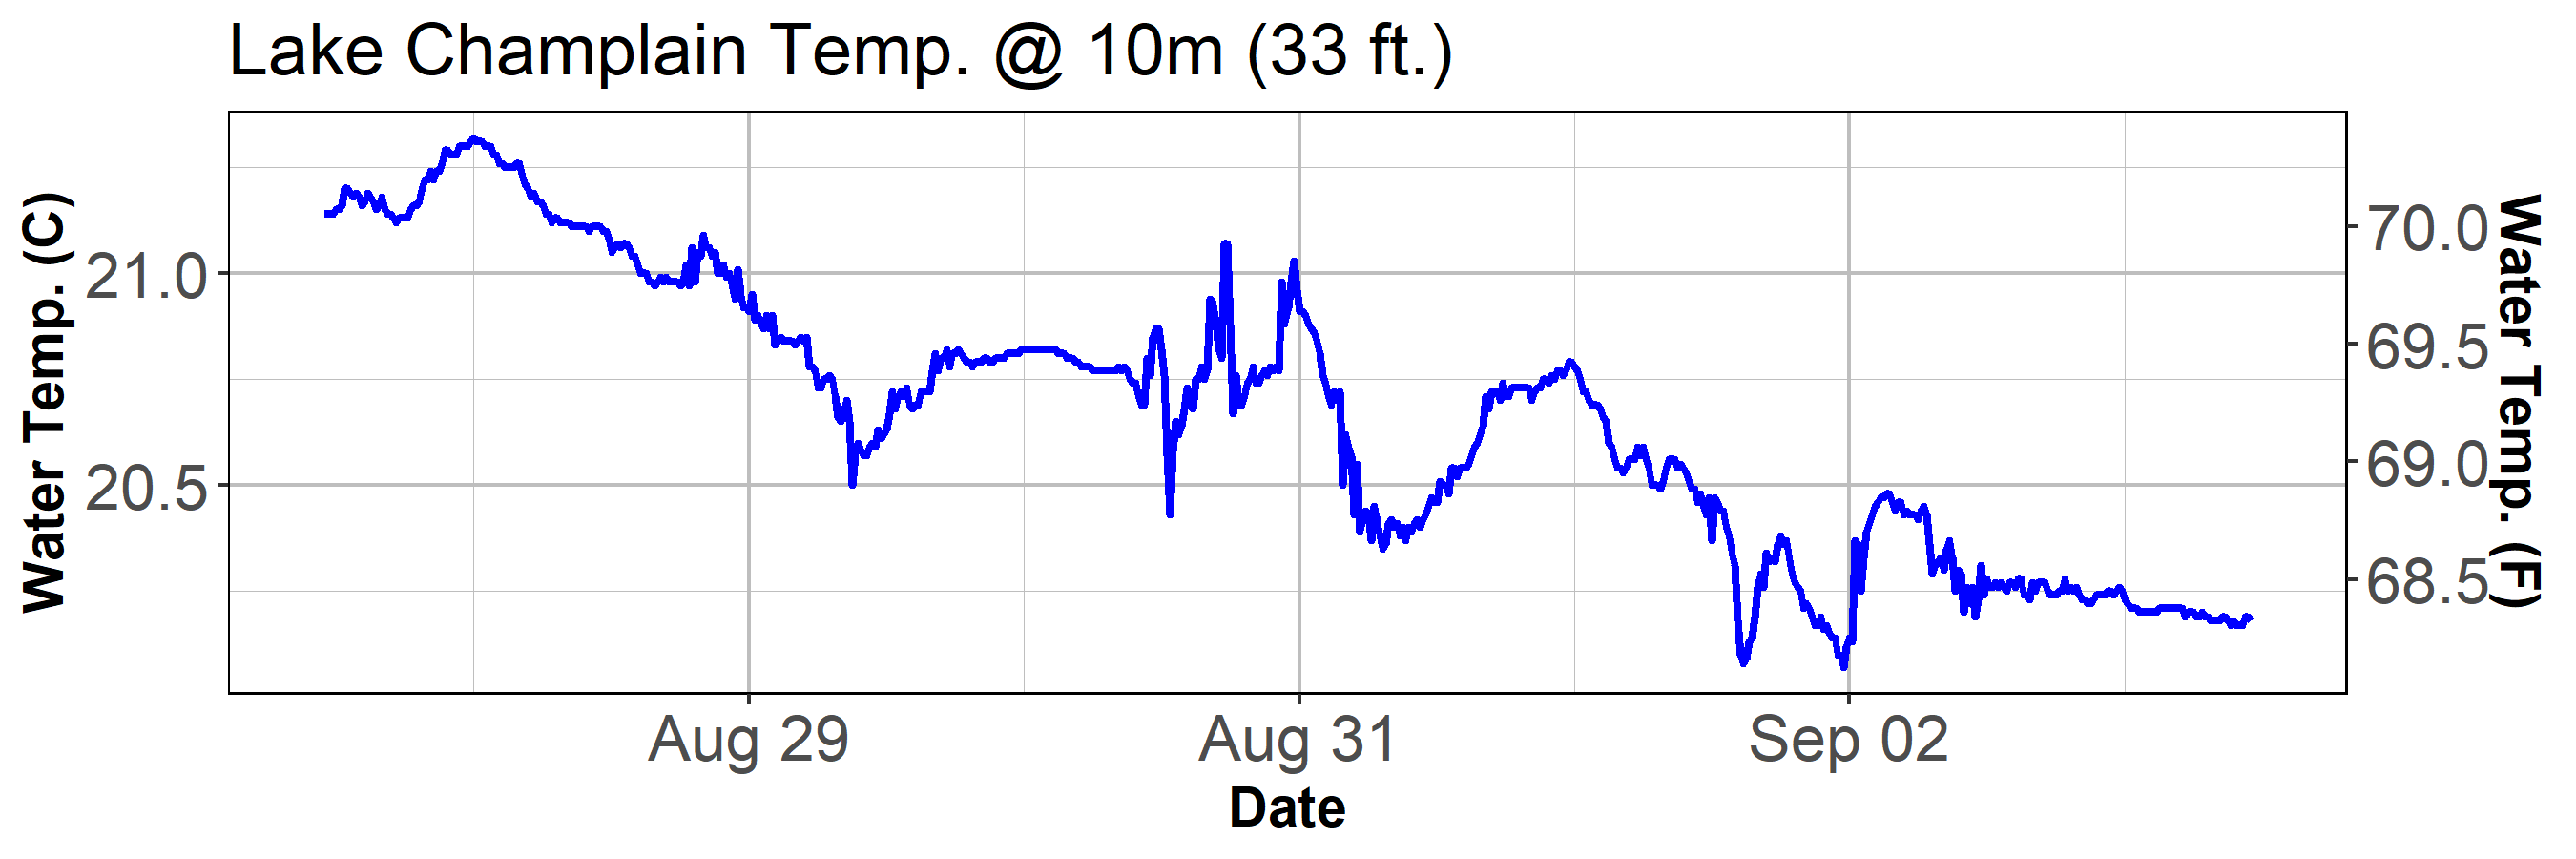 Lake Champlain Temp. @ 10m (33 ft.)
Water Temp. (C)
21.0
20.5
70.0
69.5
69.0
68.5
Water Temp. (F)
Aug 29
Aug 31
Sep 02
Date